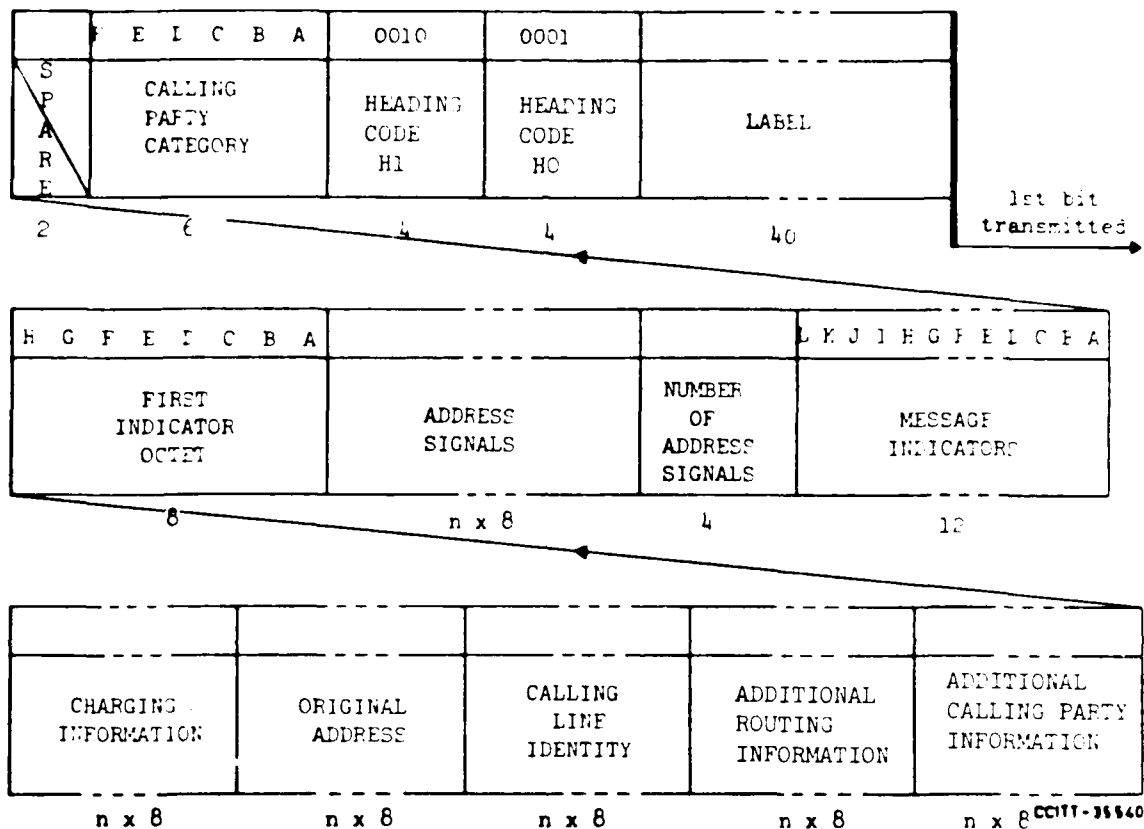 F E D C B A 0010 0001
SPARE
CALLING
PARTY
CATEGORY
HEADING
CODE
H1
HEADING
CODE
H0
LABEL
1st bit
transmitted
2 6 4 4 40
H G F E D C B A L K J I H G F E D C B A
FIRST
INDICATOR
OCTET
ADDRESS
SIGNALS
NUMBER
OF
ADDRESS
SIGNALS
MESSAGE
INDICATORS
8 n x 8 4 12
CHARGING
INFORMATION
ORIGINAL
ADDRESS
CALLING
LINE
IDENTITY
ADDITIONAL
ROUTING
INFORMATION
ADDITIONAL
CALLING PARTY
INFORMATION
n x 8 n x 8 n x 8 n x 8 n x 8
CCITT-35540